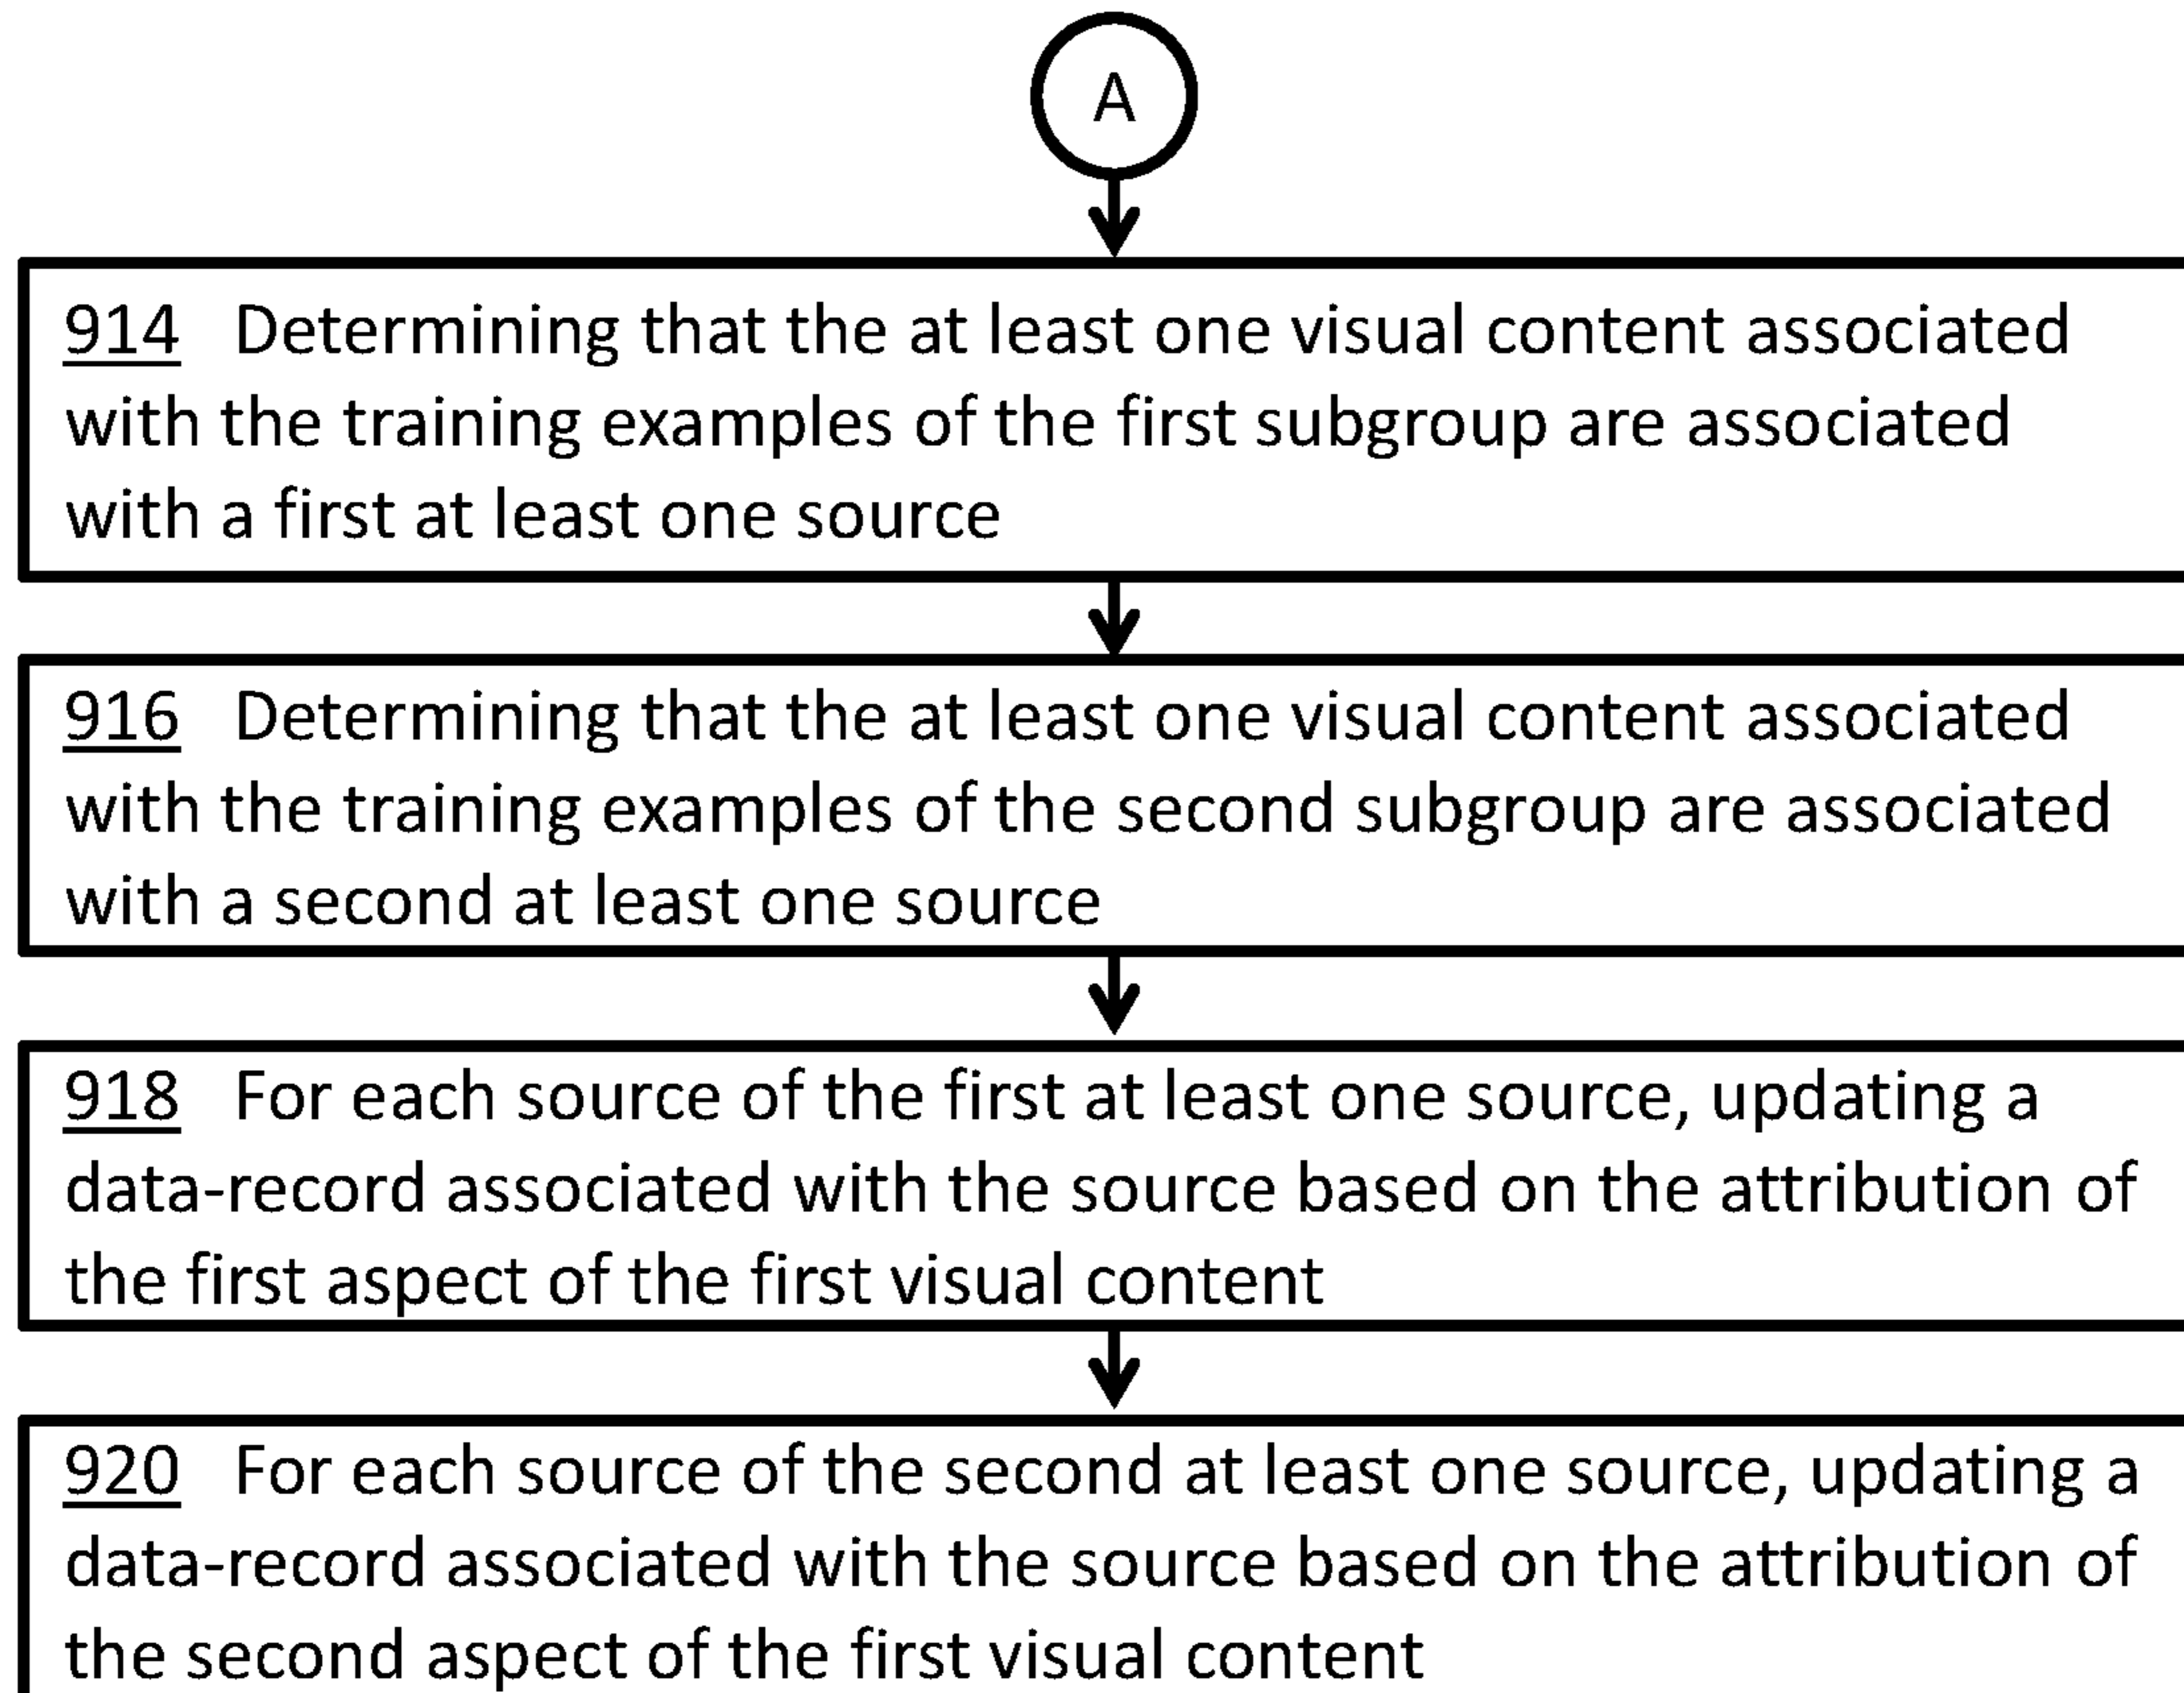 A
914 Determining that the at least one visual content associated
with the training examples of the first subgroup are associated
with a first at least one source
916 Determining that the at least one visual content associated
with the training examples of the second subgroup are associated
with a second at least one source
918 For each source of the first at least one source, updating a
data-record associated with the source based on the attribution of
the first aspect of the first visual content
920 For each source of the second at least one source, updating a
data-record associated with the source based on the attribution of
the second aspect of the first visual content